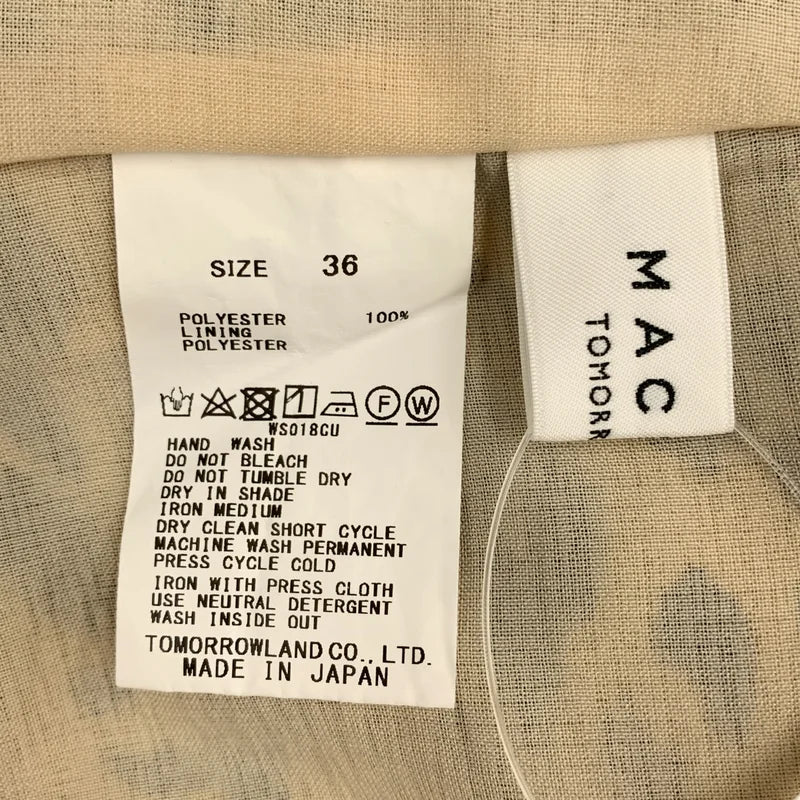 SIZE 36
POLYESTER 100%
LINING
POLYESTER
F W
WS018CU
HAND WASH
DO NOT BLEACH
DO NOT TUMBLE DRY
DRY IN SHADE
IRON MEDIUM
DRY CLEAN SHORT CYCLE
MACHINE WASH PERMANENT
PRESS CYCLE COLD
IRON WITH PRESS CLOTH
USE NEUTRAL DETERGENT
WASH INSIDE OUT
TOMORROWLAND CO., LTD.
MADE IN JAPAN
MAC
TOMORR